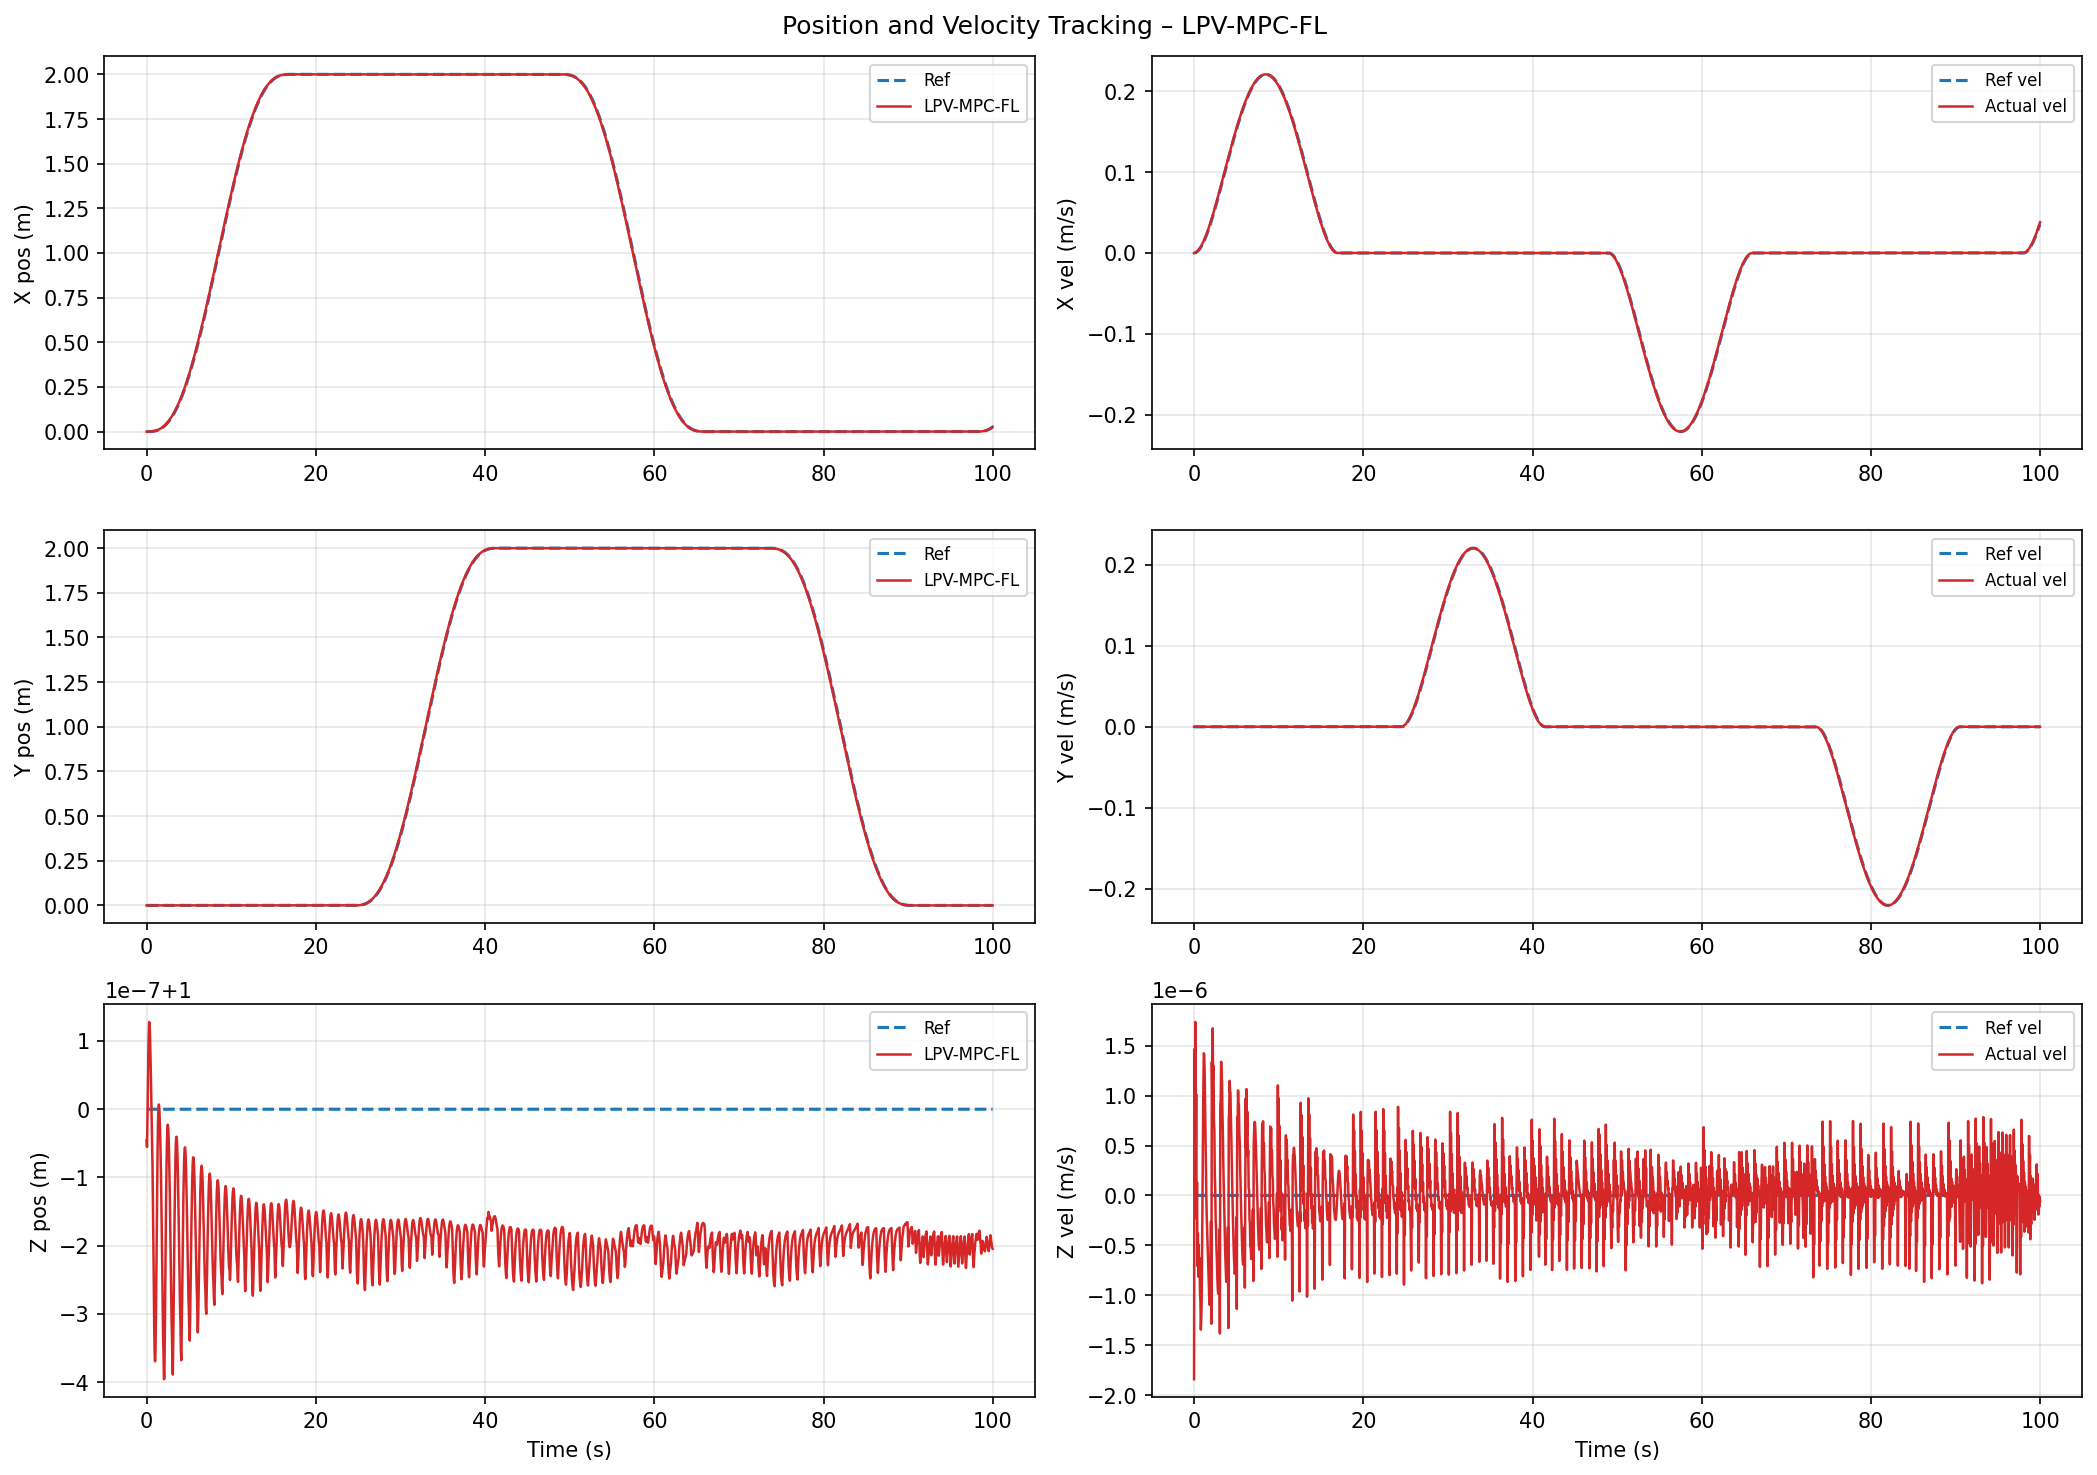 Position and Velocity Tracking – LPV-MPC-FL
X pos (m)
2.00
1.75
1.50
1.25
1.00
0.75
0.50
0.25
0.00
Ref
LPV-MPC-FL
0 20 40 60 80 100
X vel (m/s)
0.2
0.1
0.0
−0.1
−0.2
Ref vel
Actual vel
0 20 40 60 80 100
Y pos (m)
2.00
1.75
1.50
1.25
1.00
0.75
0.50
0.25
0.00
Ref
LPV-MPC-FL
0 20 40 60 80 100
Y vel (m/s)
0.2
0.1
0.0
−0.1
−0.2
Ref vel
Actual vel
0 20 40 60 80 100
1e−7+1
Z pos (m)
1
0
−1
−2
−3
−4
Ref
LPV-MPC-FL
0 20 40 60 80 100
Time (s)
1e−6
Z vel (m/s)
1.5
1.0
0.5
0.0
−0.5
−1.0
−1.5
−2.0
Ref vel
Actual vel
0 20 40 60 80 100
Time (s)